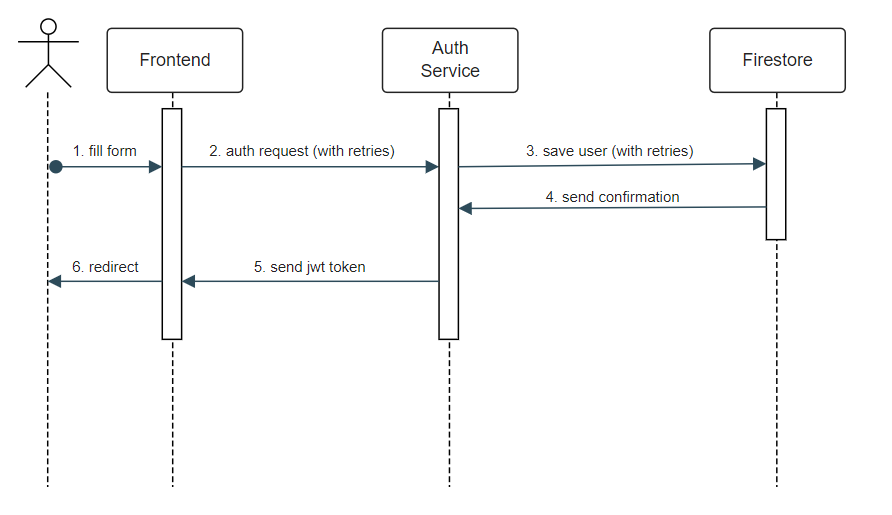 Frontend
Auth
Service
Firestore
1. fill form
2. auth request (with retries)
3. save user (with retries)
4. send confirmation
6. redirect
5. send jwt token